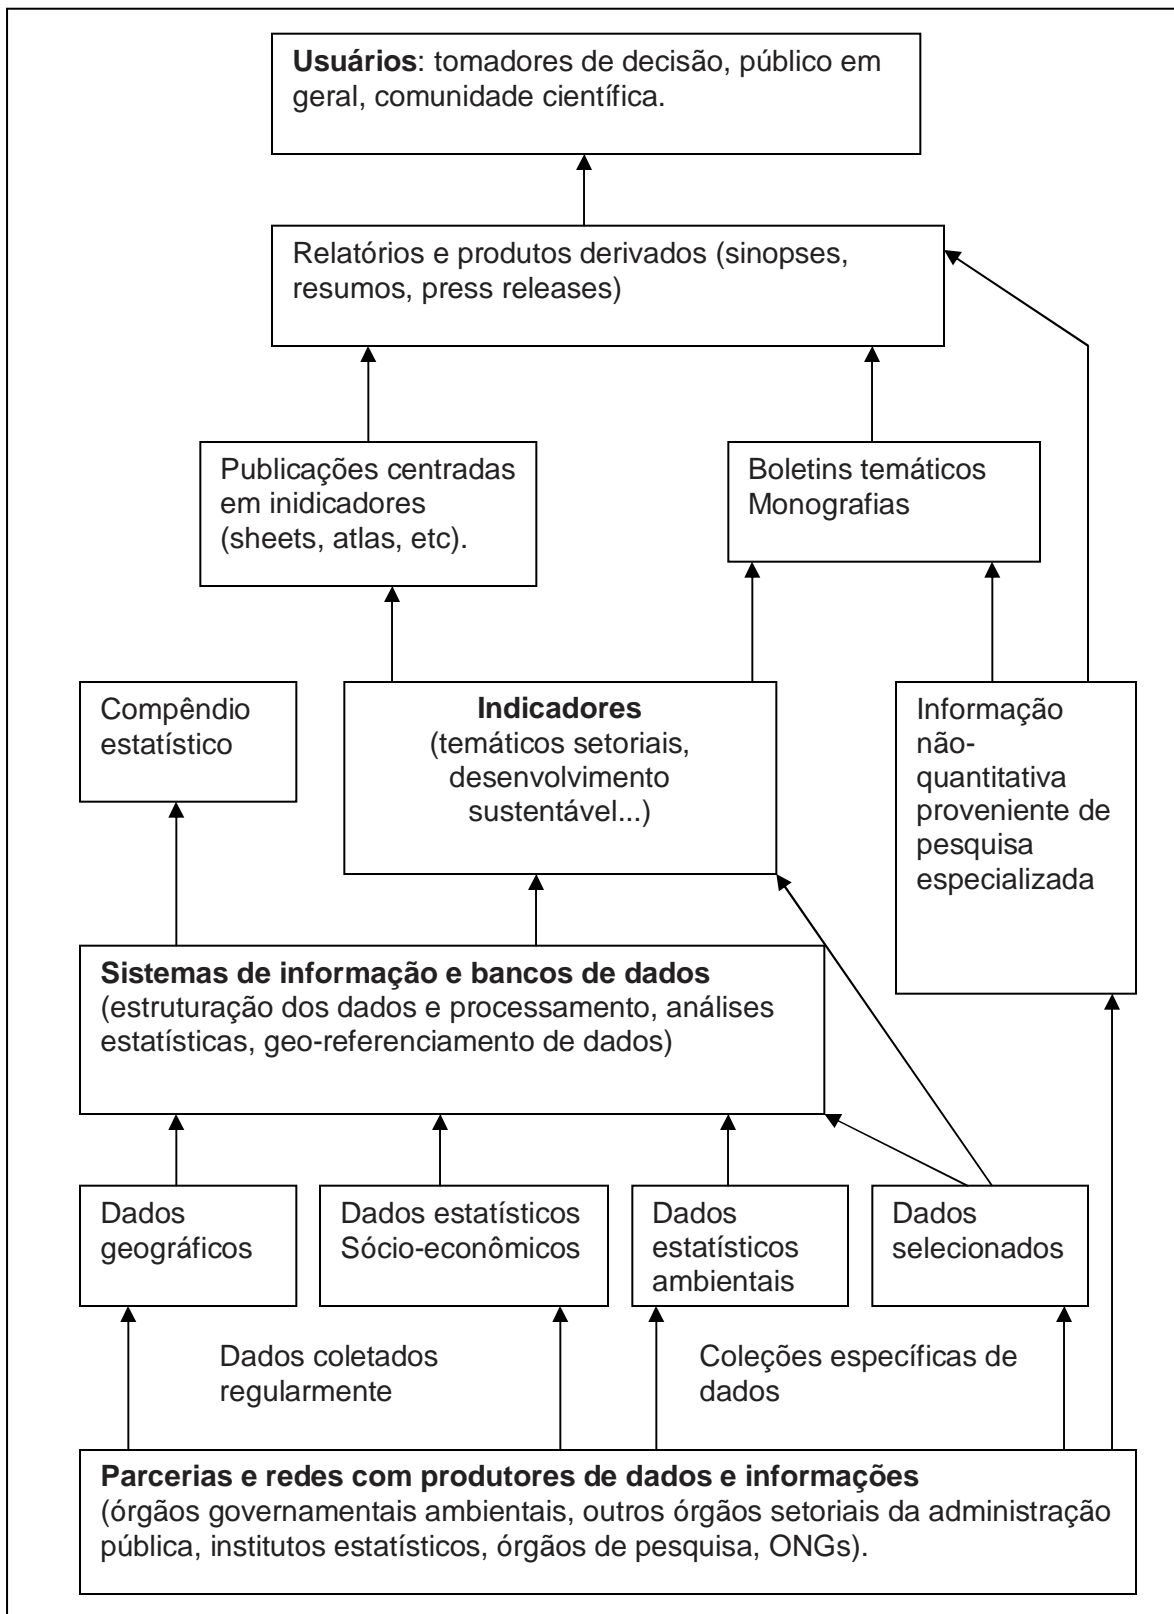 Usuários: tomadores de decisão, público em
geral, comunidade científica.
Relatórios e produtos derivados (sinopses,
resumos, press releases)
Publicações centradas
em inidicadores
(sheets, atlas, etc).
Boletins temáticos
Monografias
Compêndio
estatístico
Indicadores
(temáticos setoriais,
desenvolvimento
sustentável...)
Informação
não-
quantitativa
proveniente de
pesquisa
especializada
Sistemas de informação e bancos de dados
(estruturação dos dados e processamento, análises
estatísticas, geo-referenciamento de dados)
Dados
geográficos
Dados estatísticos
Sócio-econômicos
Dados
estatísticos
ambientais
Dados
selecionados
Dados coletados
regularmente
Coleções específicas de
dados
Parcerias e redes com produtores de dados e informações
(órgãos governamentais ambientais, outros órgãos setoriais da administração
pública, institutos estatísticos, órgãos de pesquisa, ONGs).